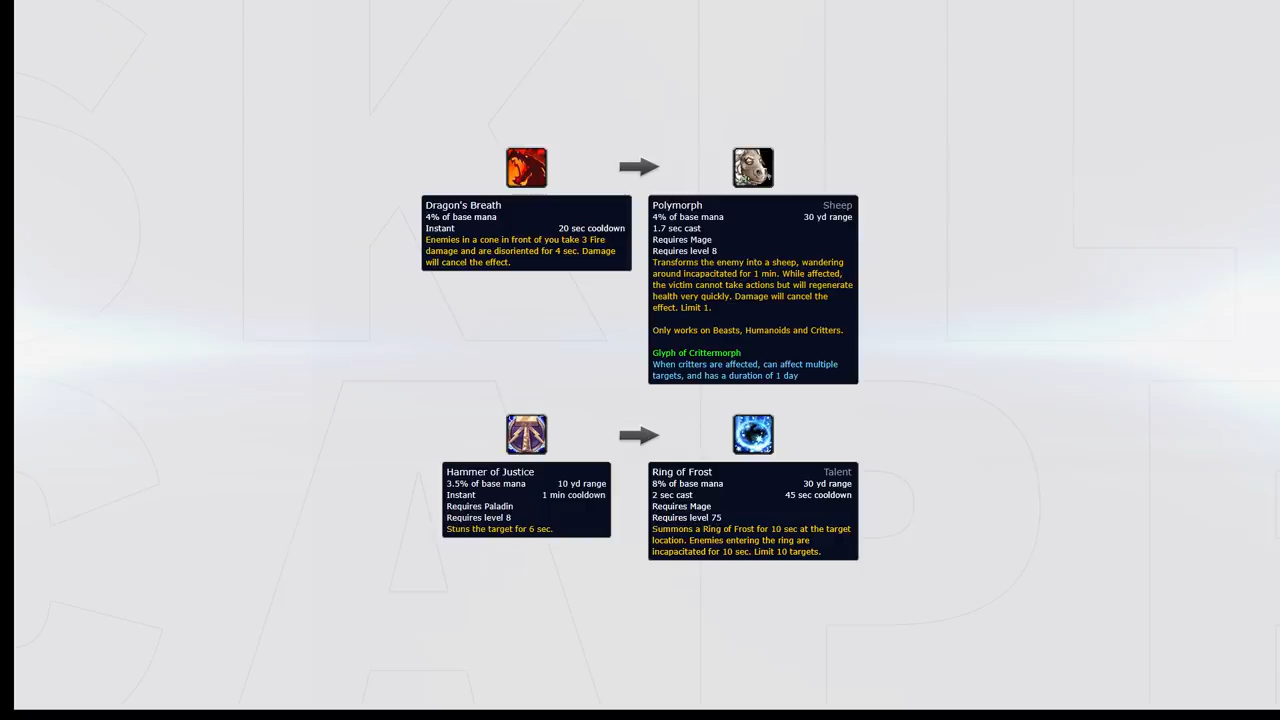 Dragon's Breath
4% of base mana
Instant 20 sec cooldown
Enemies in a cone in front of you take 3 Fire
damage and are disoriented for 4 sec. Damage
will cancel the effect.
Polymorph Sheep
4% of base mana 30 yd range
1.7 sec cast
Requires Mage
Requires level 8
Transforms the enemy into a sheep, wandering
around incapacitated for 1 min. While affected,
the victim cannot take actions but will regenerate
health very quickly. Damage will cancel the
effect. Limit 1.
Only works on Beasts, Humanoids and Critters.
Glyph of Crittermorph
When critters are affected, can affect multiple
targets, and has a duration of 1 day
Hammer of Justice
3.5% of base mana 10 yd range
Instant 1 min cooldown
Requires Paladin
Requires level 8
Stuns the target for 6 sec.
Ring of Frost Talent
8% of base mana 30 yd range
2 sec cast 45 sec cooldown
Requires Mage
Requires level 75
Summons a Ring of Frost for 10 sec at the target
location. Enemies entering the ring are
incapacitated for 10 sec. Limit 10 targets.